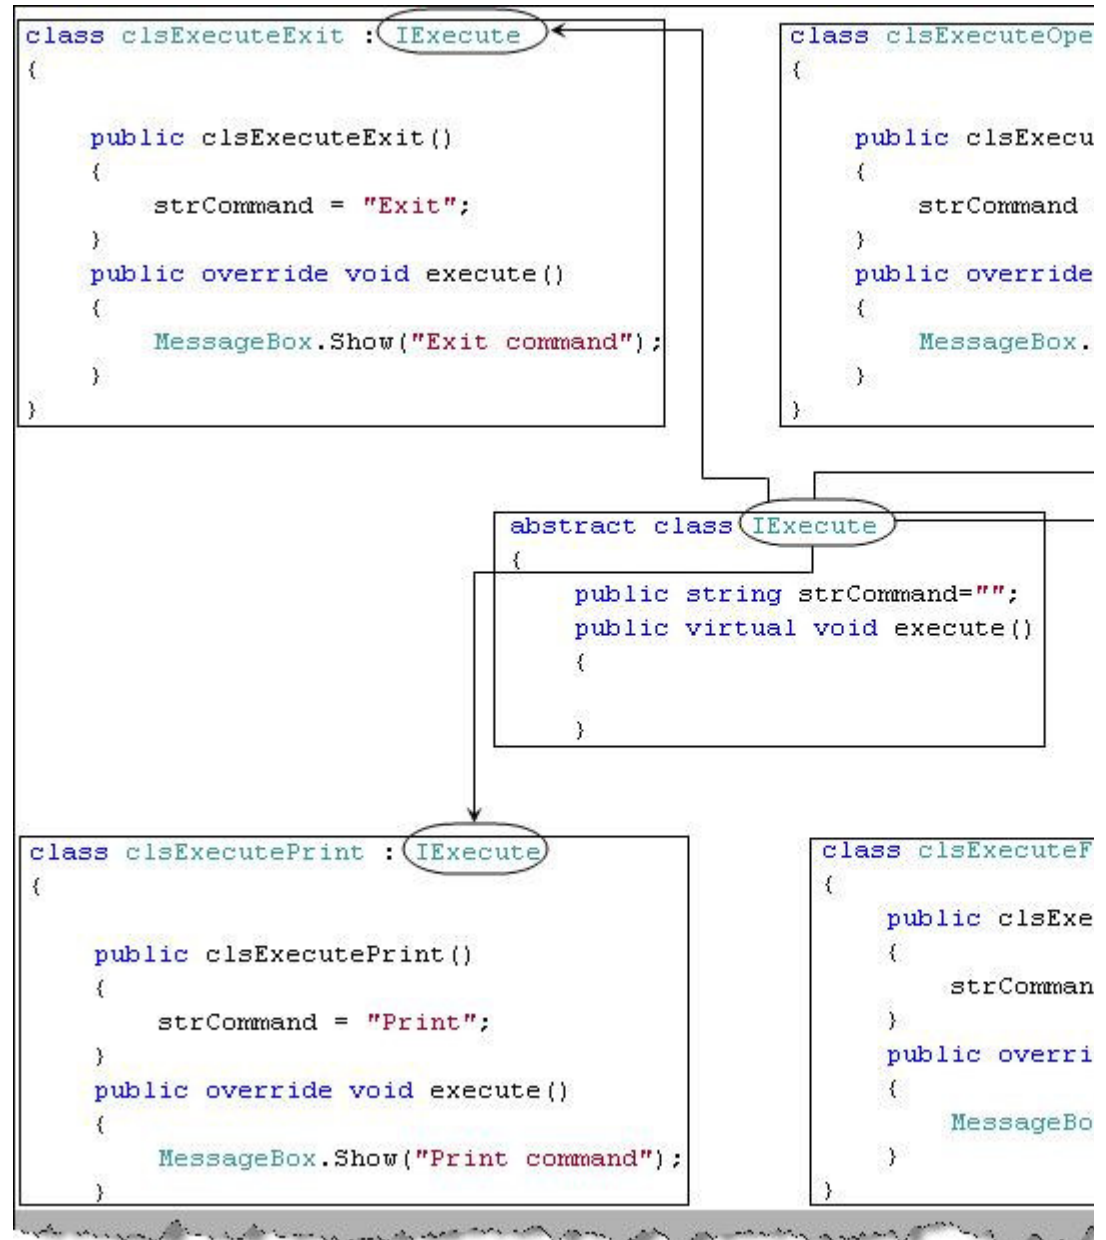 class clsExecuteExit : IExecute
{
public clsExecuteExit()
{
strCommand = "Exit";
}
public override void execute()
{
MessageBox.Show("Exit command");
}
}
class clsExecuteOpe
{
public clsExecu
{
strCommand
}
public override
{
MessageBox.
}
}
abstract class IExecute
{
public string strCommand="";
public virtual void execute()
{
}
class clsExecutePrint : IExecute
{
public clsExecutePrint()
{
strCommand = "Print";
}
public override void execute()
{
MessageBox.Show("Print command");
}
class clsExecuteF
{
public clsExe
{
strComman
}
public overri
{
MessageBo
}
}